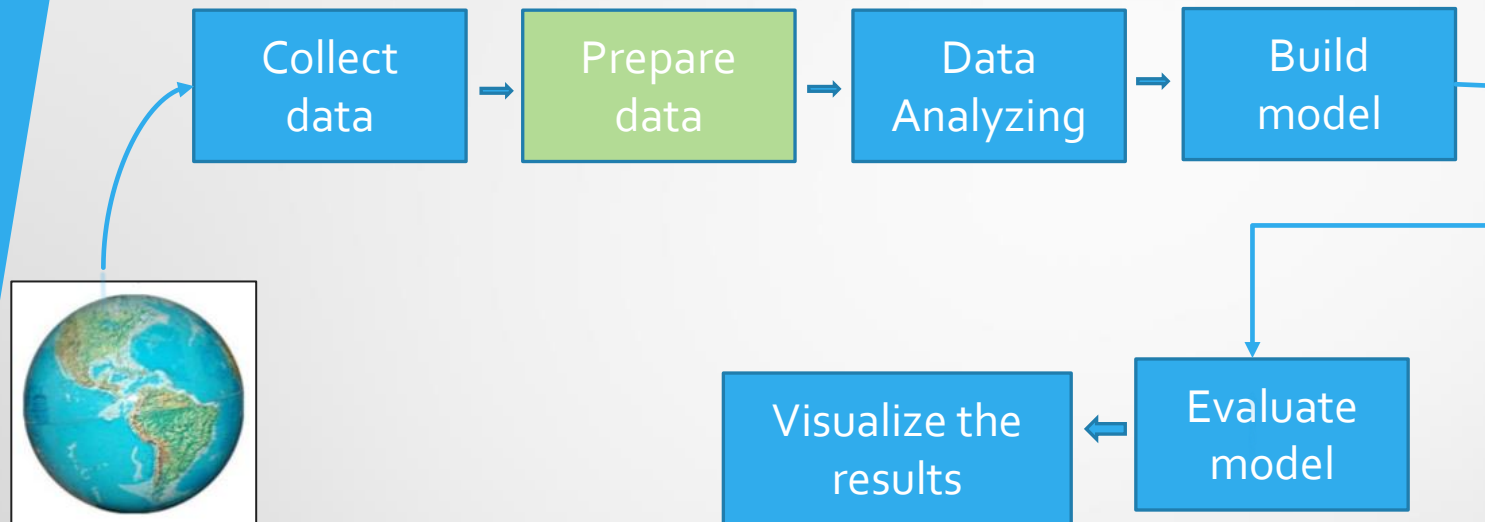 Collect
data
Prepare
data
Data
Analyzing
Build
model
Evaluate
model
Visualize the
results